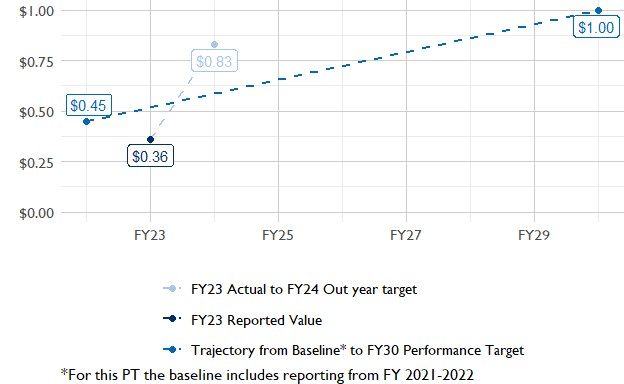 $1.00
$1.00
$0.75
$0.83
$0.50
$0.45
$0.36
$0.25
$0.00
FY23 FY25 FY27 FY29
FY23 Actual to FY24 Out year target
FY23 Reported Value
Trajectory from Baseline* to FY30 Performance Target
*For this PT the baseline includes reporting from FY 2021-2022